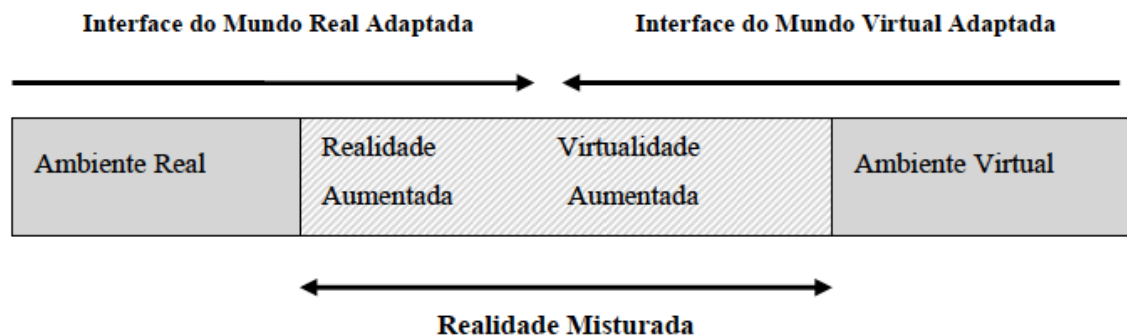 Interface do Mundo Real Adaptada
Interface do Mundo Virtual Adaptada
Ambiente Real
Realidade
Aumentada
Virtualidade
Aumentada
Ambiente Virtual
Realidade Misturada